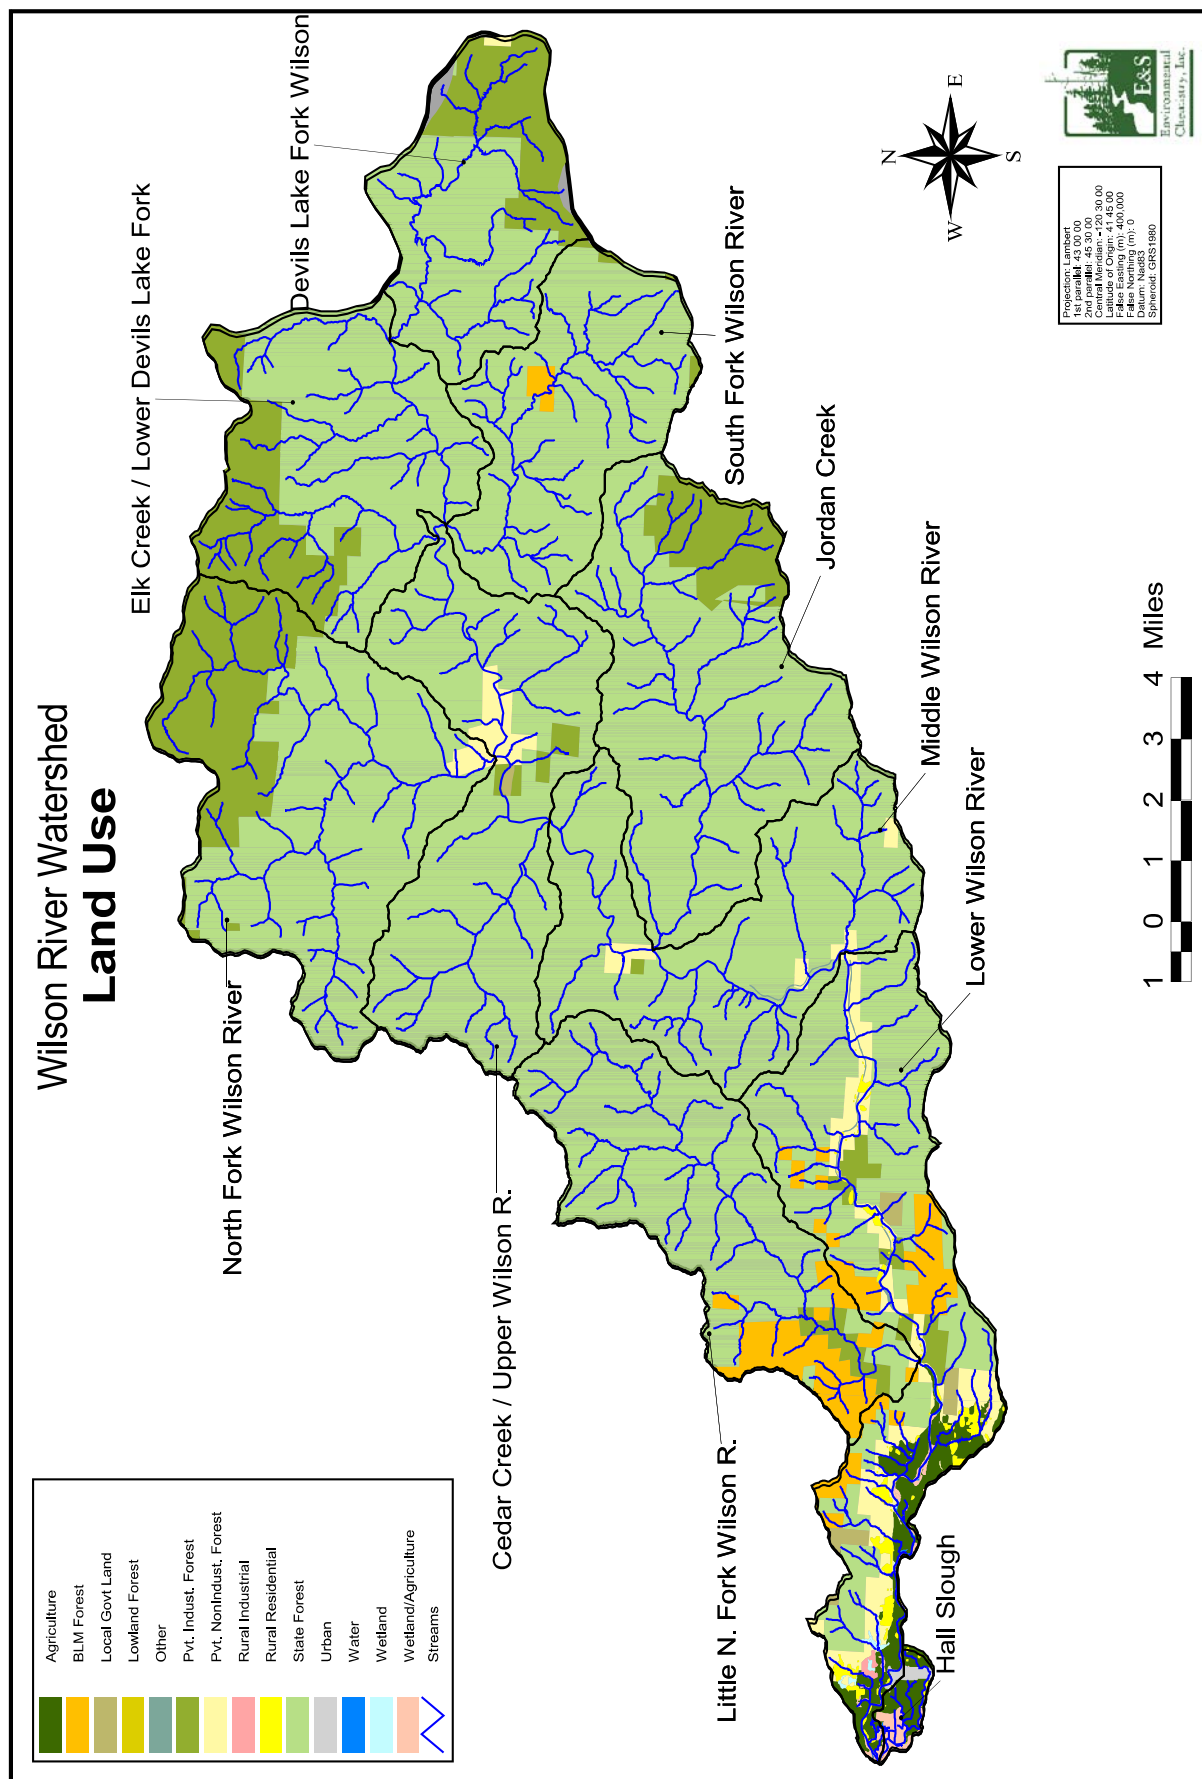 Wilson River Watershed
Land Use
Devils Lake Fork Wilson
Elk Creek / Lower Devils Lake Fork
South Fork Wilson River
Jordan Creek
Middle Wilson River
Lower Wilson River
North Fork Wilson River
Cedar Creek / Upper Wilson R.
Little N. Fork Wilson R.
Hall Slough
Agriculture
BLM Forest
Local Govt Land
Lowland Forest
Other
Pvt. Indust. Forest
Pvt. NonIndust. Forest
Rural Industrial
Rural Residential
State Forest
Urban
Water
Wetland
Wetland/Agriculture
Streams
1 0 1 2 3 4 Miles
N
E
S
W
Projection: Lambert
1st parallel: 43 00 00
2nd parallel: 45 30 00
Central Meridian: -120 30 00
Latitude of Origin: 41 45 00
False Easting (m): 400,000
False Northing (m): 0
Datum: Nad83
Spheroid: GRS1980
E&S
Environmental
Chemistry, Inc.